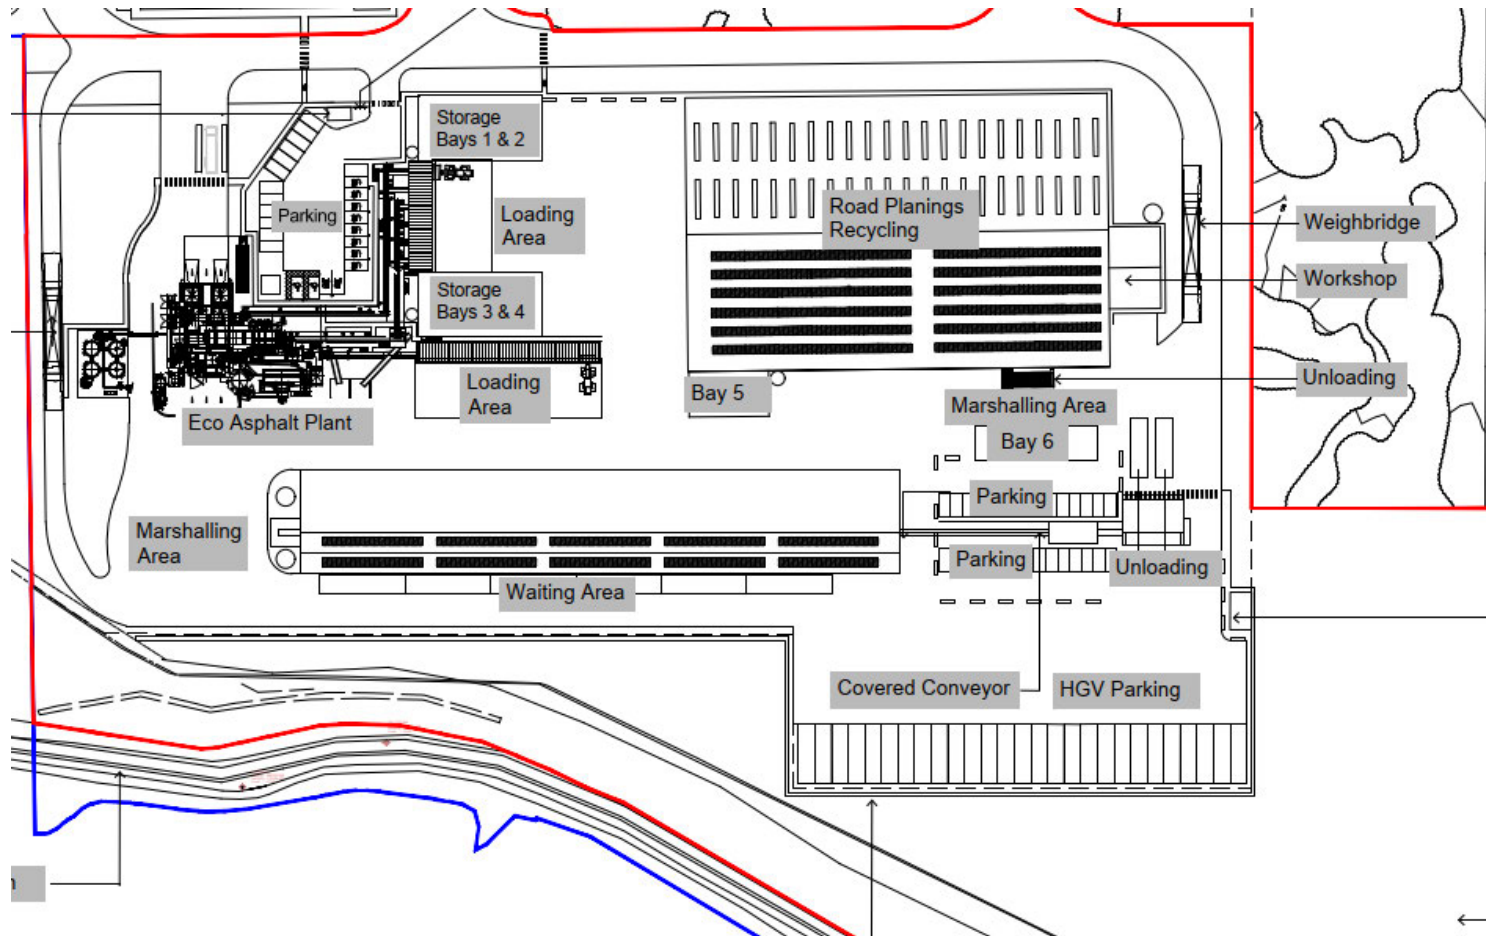 Storage
Bays 1 & 2
Parking
Loading
Area
Road Planings
Recycling
Weighbridge
Workshop
Storage
Bays 3 & 4
Unloading
Loading
Area
Bay 5
Marshalling Area
Eco Asphalt Plant
Bay 6
Parking
Marshalling
Area
Parking
Unloading
Waiting Area
Covered Conveyor
HGV Parking